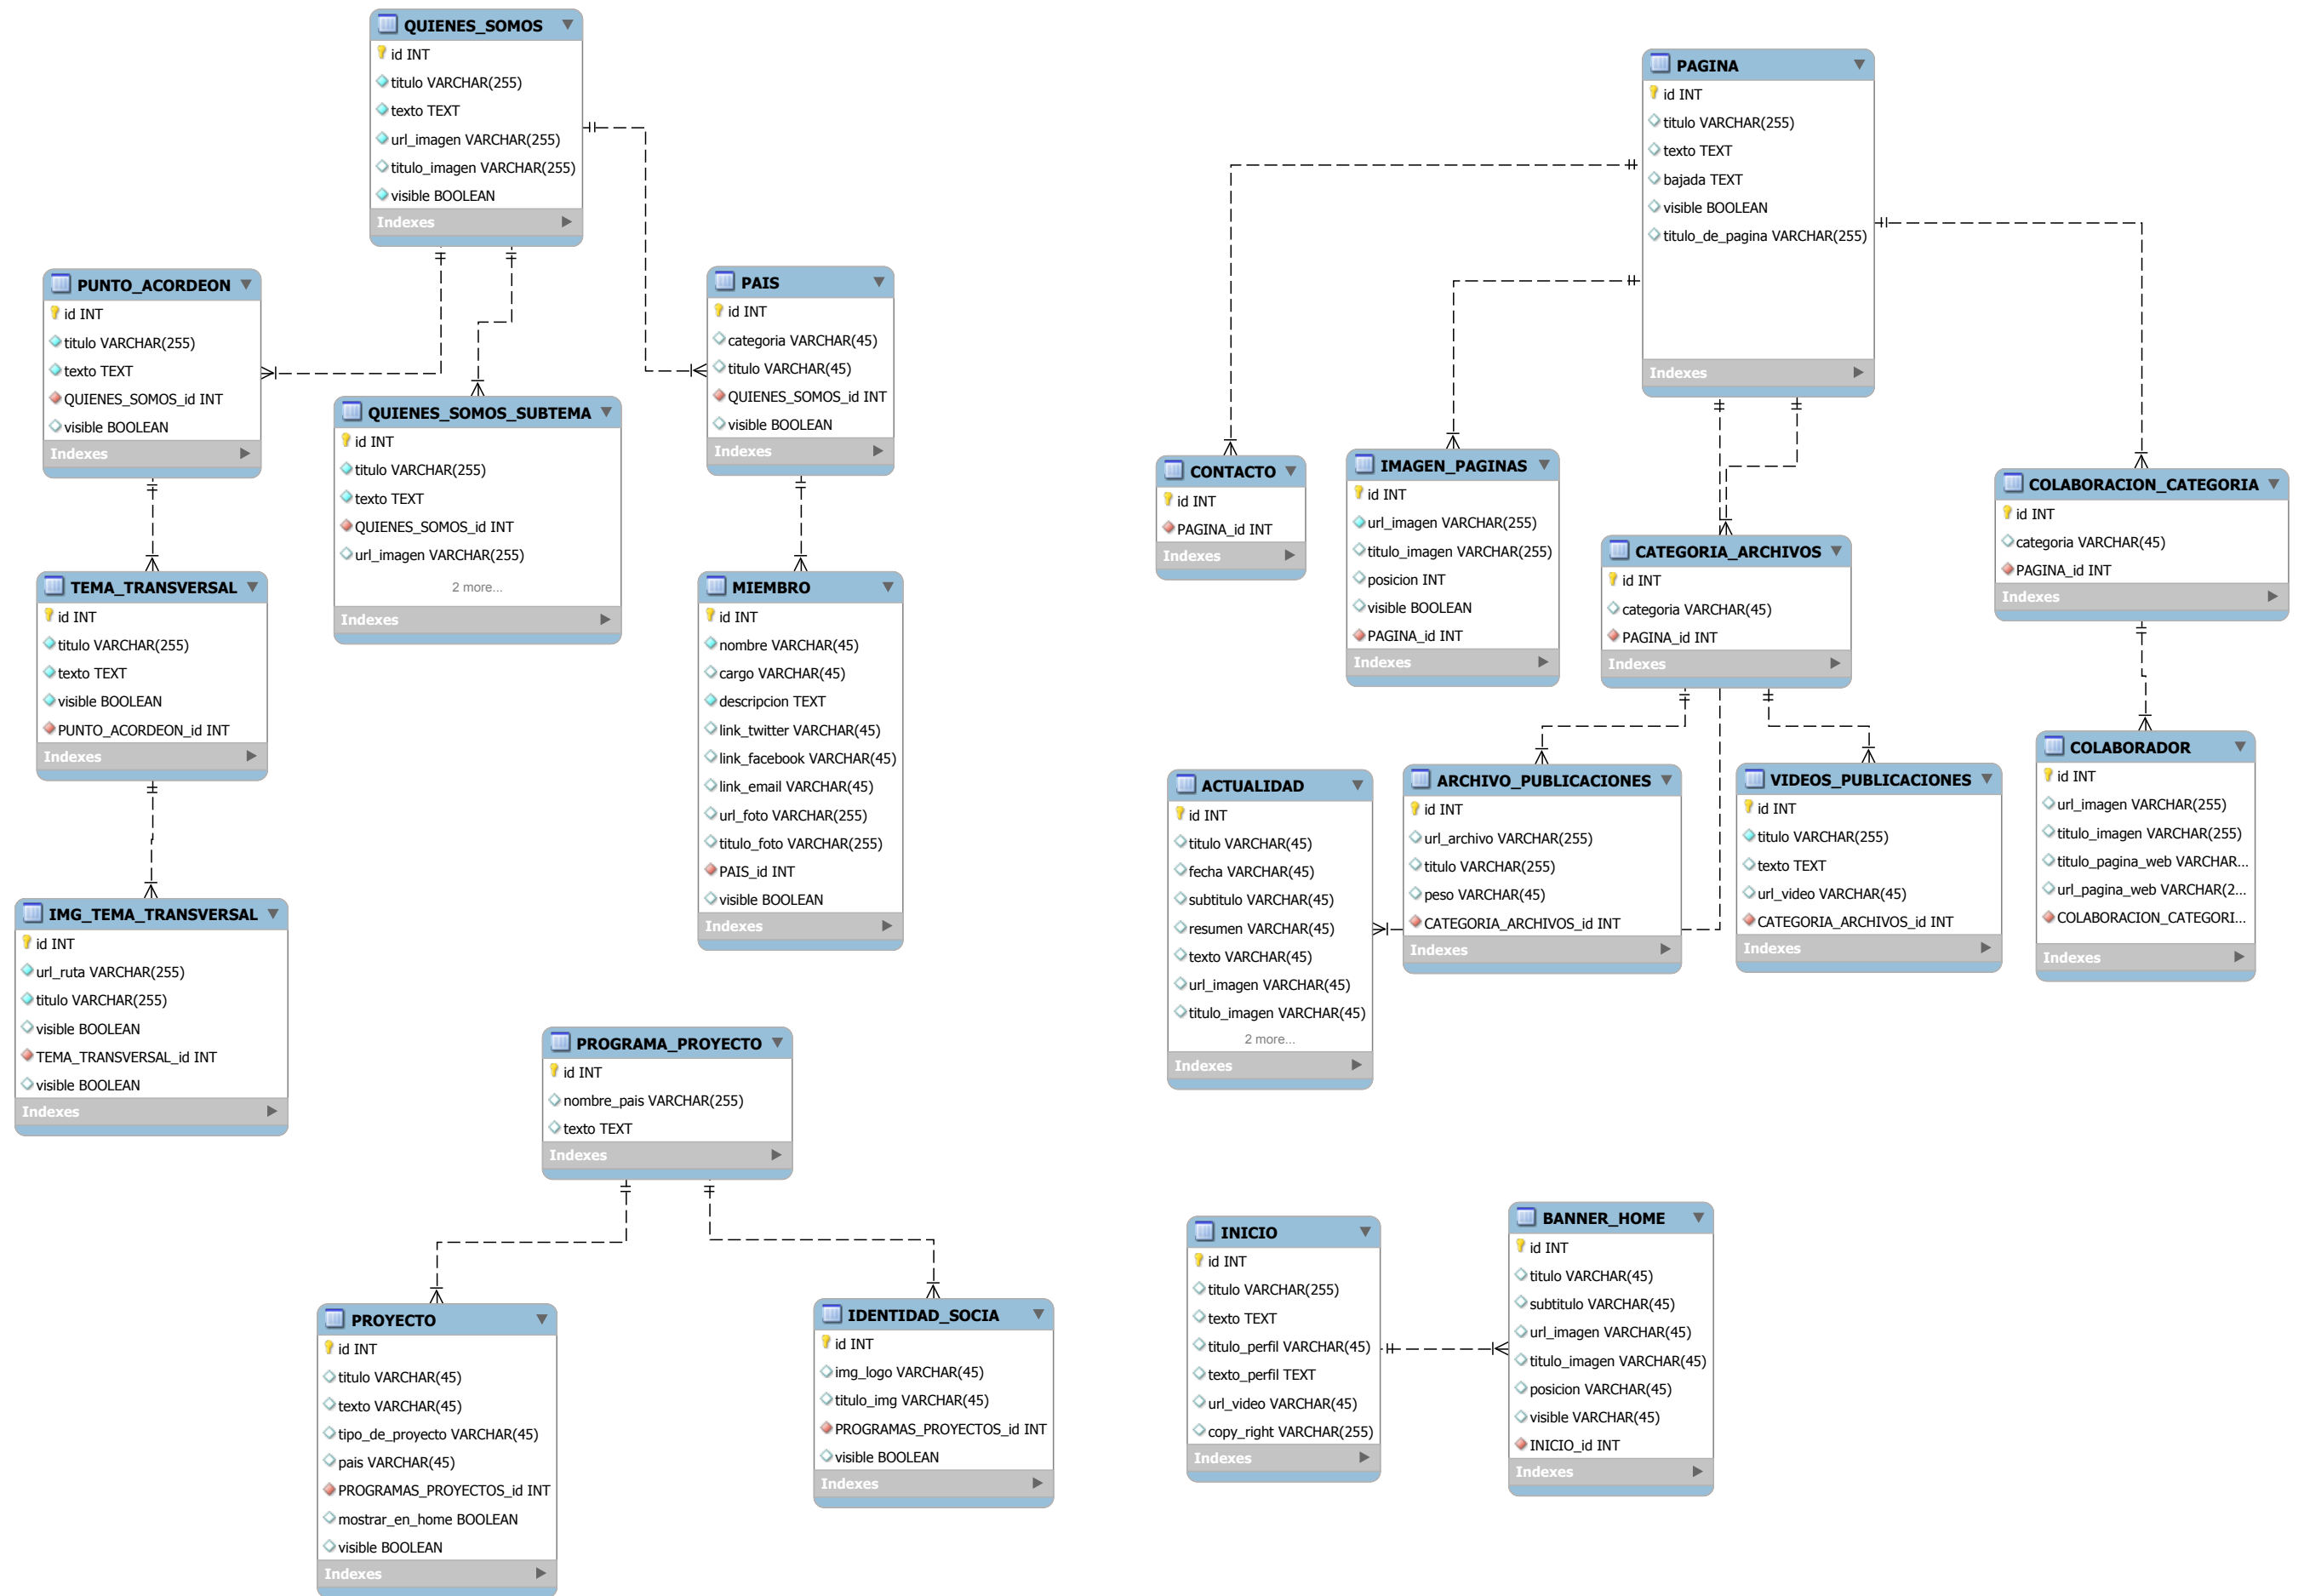 QUIENES_SOMOS
id INT
titulo VARCHAR(255)
texto TEXT
url_imagen VARCHAR(255)
titulo_imagen VARCHAR(255)
visible BOOLEAN
Indexes
PUNTO_ACORDEON
id INT
titulo VARCHAR(255)
texto TEXT
QUIENES_SOMOS_id INT
visible BOOLEAN
Indexes
QUIENES_SOMOS_SUBTEMA
id INT
titulo VARCHAR(255)
texto TEXT
QUIENES_SOMOS_id INT
url_imagen VARCHAR(255)
2 more...
Indexes
PAIS
id INT
categoria VARCHAR(45)
titulo VARCHAR(45)
QUIENES_SOMOS_id INT
visible BOOLEAN
Indexes
TEMA_TRANSVERSAL
id INT
titulo VARCHAR(255)
texto TEXT
visible BOOLEAN
PUNTO_ACORDEON_id INT
Indexes
MIEMBRO
id INT
nombre VARCHAR(45)
cargo VARCHAR(45)
descripcion TEXT
link_twitter VARCHAR(45)
link_facebook VARCHAR(45)
link_email VARCHAR(45)
url_foto VARCHAR(255)
titulo_foto VARCHAR(255)
PAIS_id INT
visible BOOLEAN
Indexes
IMG_TEMA_TRANSVERSAL
id INT
url_ruta VARCHAR(255)
titulo VARCHAR(255)
visible BOOLEAN
TEMA_TRANSVERSAL_id INT
visible BOOLEAN
Indexes
PROGRAMA_PROYECTO
id INT
nombre_pais VARCHAR(255)
texto TEXT
Indexes
PROYECTO
id INT
titulo VARCHAR(45)
texto VARCHAR(45)
tipo_de_proyecto VARCHAR(45)
pais VARCHAR(45)
PROGRAMAS_PROYECTOS_id INT
mostrar_en_home BOOLEAN
visible BOOLEAN
Indexes
IDENTIDAD_SOCIA
id INT
img_logo VARCHAR(45)
titulo_img VARCHAR(45)
PROGRAMAS_PROYECTOS_id INT
visible BOOLEAN
Indexes
PAGINA
id INT
titulo VARCHAR(255)
texto TEXT
bajada TEXT
visible BOOLEAN
titulo_de_pagina VARCHAR(255)
Indexes
CONTACTO
id INT
PAGINA_id INT
Indexes
IMAGEN_PAGINAS
id INT
url_imagen VARCHAR(255)
titulo_imagen VARCHAR(255)
posicion INT
visible BOOLEAN
PAGINA_id INT
Indexes
CATEGORIA_ARCHIVOS
id INT
categoria VARCHAR(45)
PAGINA_id INT
Indexes
COLABORACION_CATEGORIA
id INT
categoria VARCHAR(45)
PAGINA_id INT
Indexes
ACTUALIDAD
id INT
titulo VARCHAR(45)
fecha VARCHAR(45)
subtitulo VARCHAR(45)
resumen VARCHAR(45)
texto VARCHAR(45)
url_imagen VARCHAR(45)
titulo_imagen VARCHAR(45)
2 more...
Indexes
ARCHIVO_PUBLICACIONES
id INT
url_archivo VARCHAR(255)
titulo VARCHAR(255)
peso VARCHAR(45)
CATEGORIA_ARCHIVOS_id INT
Indexes
VIDEOS_PUBLICACIONES
id INT
titulo VARCHAR(255)
texto TEXT
url_video VARCHAR(45)
CATEGORIA_ARCHIVOS_id INT
Indexes
COLABORADOR
id INT
url_imagen VARCHAR(255)
titulo_imagen VARCHAR(255)
titulo_pagina_web VARCHAR...
url_pagina_web VARCHAR(2...
COLABORACION_CATEGORI...
Indexes
INICIO
id INT
titulo VARCHAR(255)
texto TEXT
titulo_perfil VARCHAR(45)
texto_perfil TEXT
url_video VARCHAR(45)
copy_right VARCHAR(255)
Indexes
BANNER_HOME
id INT
titulo VARCHAR(45)
subtitulo VARCHAR(45)
url_imagen VARCHAR(45)
titulo_imagen VARCHAR(45)
posicion VARCHAR(45)
visible VARCHAR(45)
INICIO_id INT
Indexes